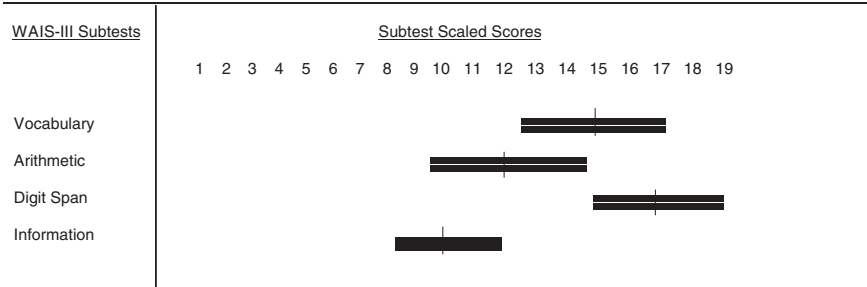 WAIS-III Subtests Subtest Scaled Scores
1 2 3 4 5 6 7 8 9 10 11 12 13 14 15 16 17 18 19
Vocabulary
Arithmetic
Digit Span
Information